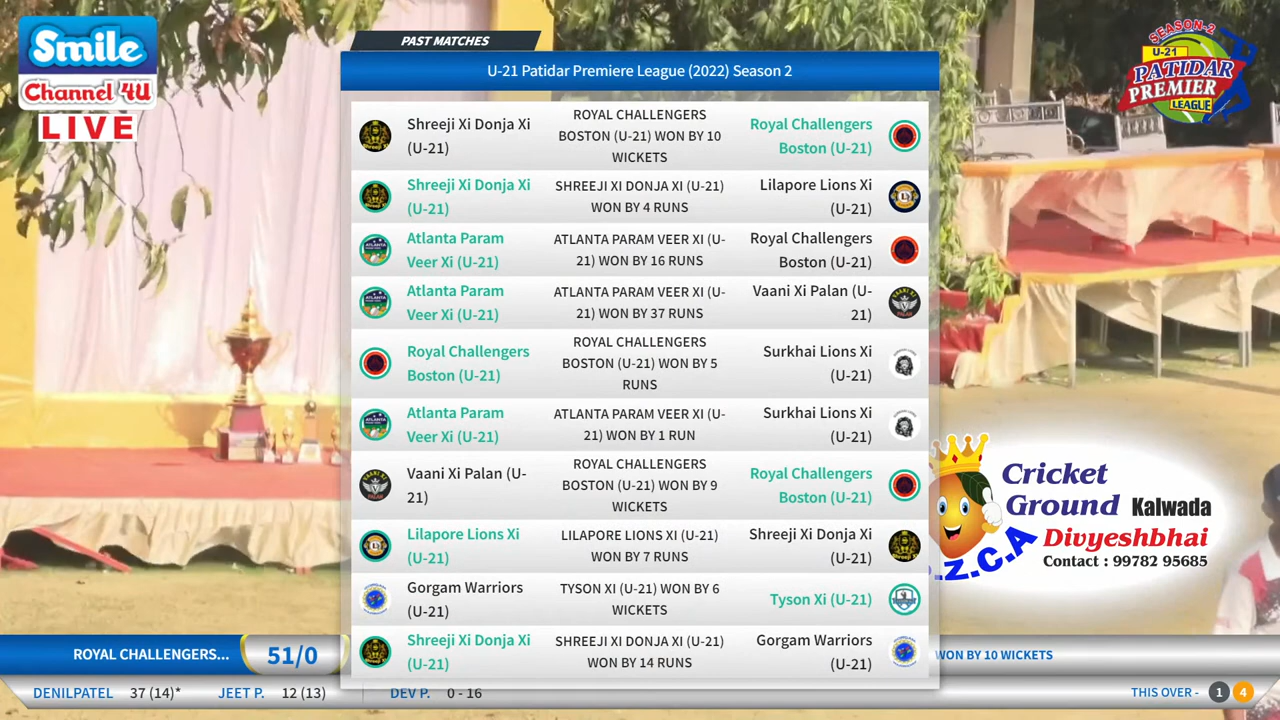 Smile
Channel 4U
LIVE
PAST MATCHES
U-21 Patidar Premiere League (2022) Season 2
SEASON-2
U-21
PATIDAR
PREMIER
LEAGUE
Shreeji Xi Donja Xi
(U-21)
ROYAL CHALLENGERS
BOSTON (U-21) WON BY 10
WICKETS
Royal Challengers
Boston (U-21)
Shreeji Xi Donja Xi
(U-21)
SHREEJI XI DONJA XI (U-21)
WON BY 4 RUNS
Lilapore Lions Xi
(U-21)
Atlanta Param
Veer Xi (U-21)
ATLANTA PARAM VEER XI (U-
21) WON BY 16 RUNS
Royal Challengers
Boston (U-21)
Atlanta Param
Veer Xi (U-21)
ATLANTA PARAM VEER XI (U-
21) WON BY 37 RUNS
Vaani Xi Palan (U-
21)
Royal Challengers
Boston (U-21)
ROYAL CHALLENGERS
BOSTON (U-21) WON BY 5
RUNS
Surkhai Lions Xi
(U-21)
Atlanta Param
Veer Xi (U-21)
ATLANTA PARAM VEER XI (U-
21) WON BY 1 RUN
Surkhai Lions Xi
(U-21)
Vaani Xi Palan (U-
21)
ROYAL CHALLENGERS
BOSTON (U-21) WON BY 9
WICKETS
Royal Challengers
Boston (U-21)
Lilapore Lions Xi
(U-21)
LILAPORE LIONS XI (U-21)
WON BY 7 RUNS
Shreeji Xi Donja Xi
(U-21)
Gorgam Warriors
(U-21)
TYSON XI (U-21) WON BY 6
WICKETS
Tyson Xi (U-21)
Shreeji Xi Donja Xi
(U-21)
SHREEJI XI DONJA XI (U-21)
WON BY 14 RUNS
Gorgam Warriors
(U-21)
Cricket
Ground Kalwada
Divyeshbhai
Contact : 99782 95685
.Z.C.A
ROYAL CHALLENGERS...
51/0
WON BY 10 WICKETS
DENILPATEL 37 (14)*
JEET P. 12 (13)
DEV P. 0 - 16
THIS OVER - 1 4